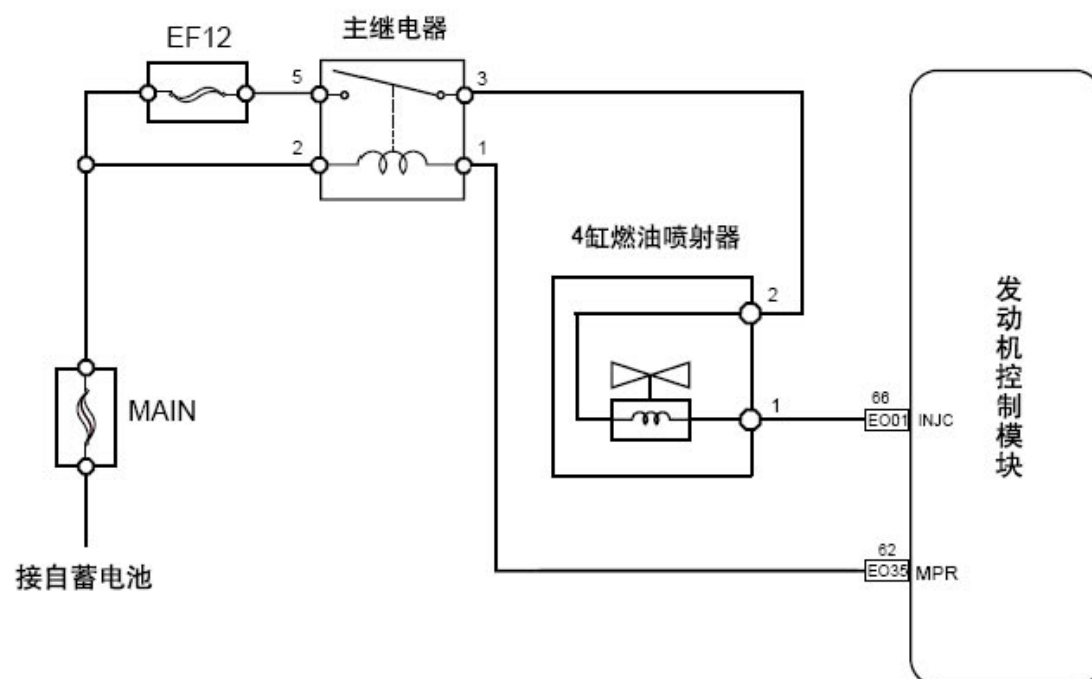 主继电器
EF12
5
3
2
1
4缸燃油喷射器
2
发动机控制模块
MAIN
1
66
EO01
INJC
62
EO35
MPR
接自蓄电池